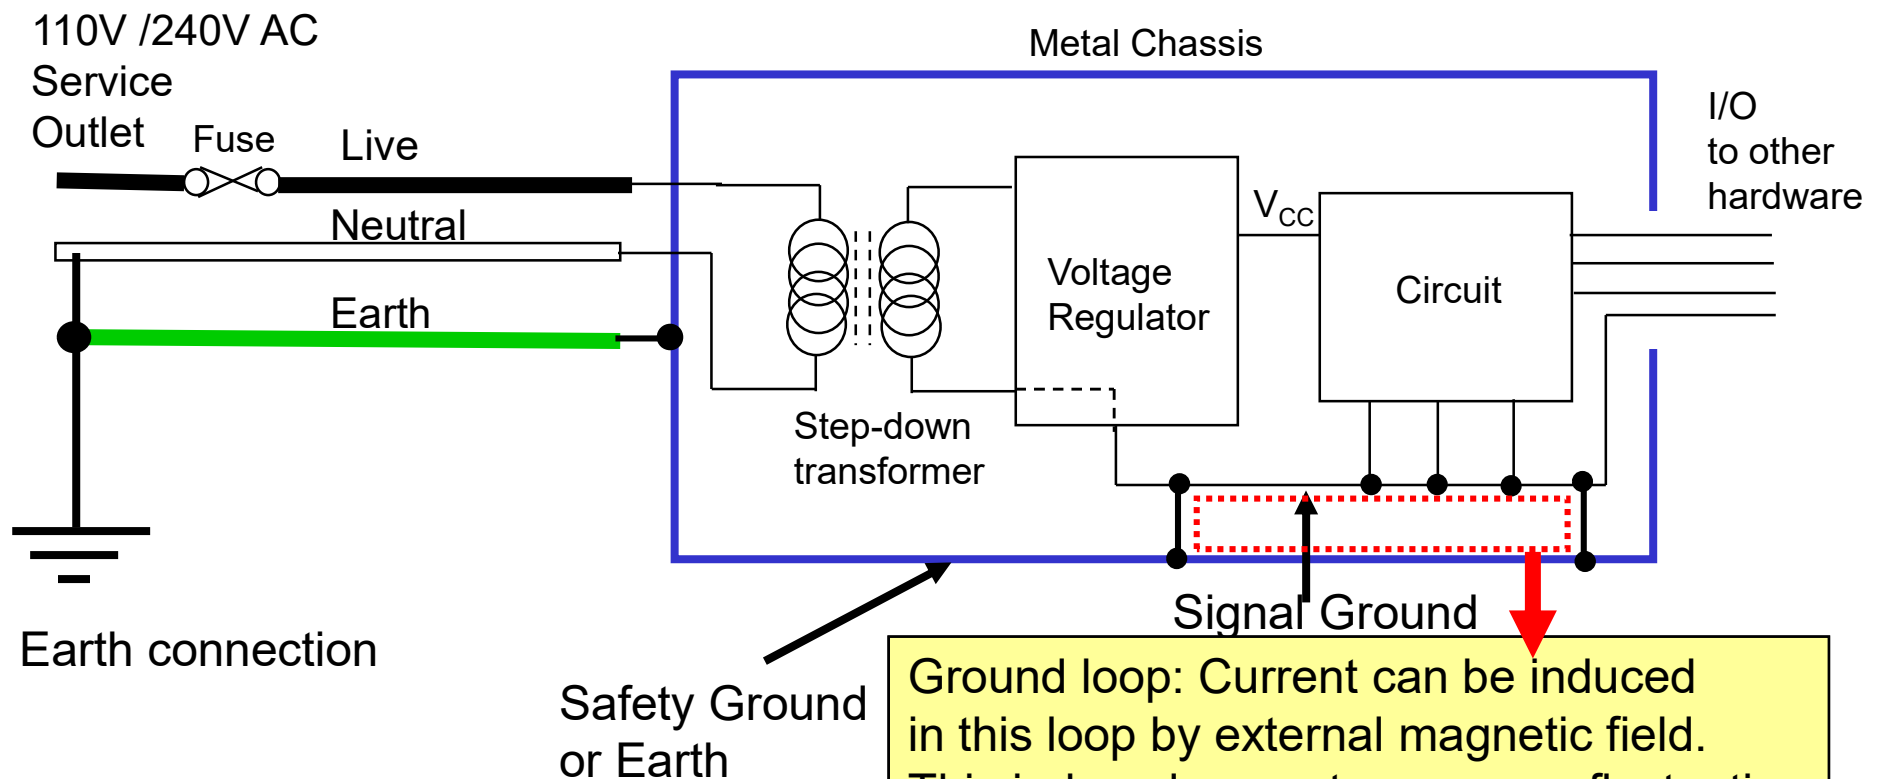 110V /240V AC
Service
Outlet
Fuse
Live
Neutral
Earth
Earth connection
Metal Chassis
I/O
to other
hardware
V_CC
Voltage
Regulator
Circuit
Step-down
transformer
Signal Ground
Safety Ground
or Earth
Ground loop: Current can be induced
in this loop by external magnetic field.